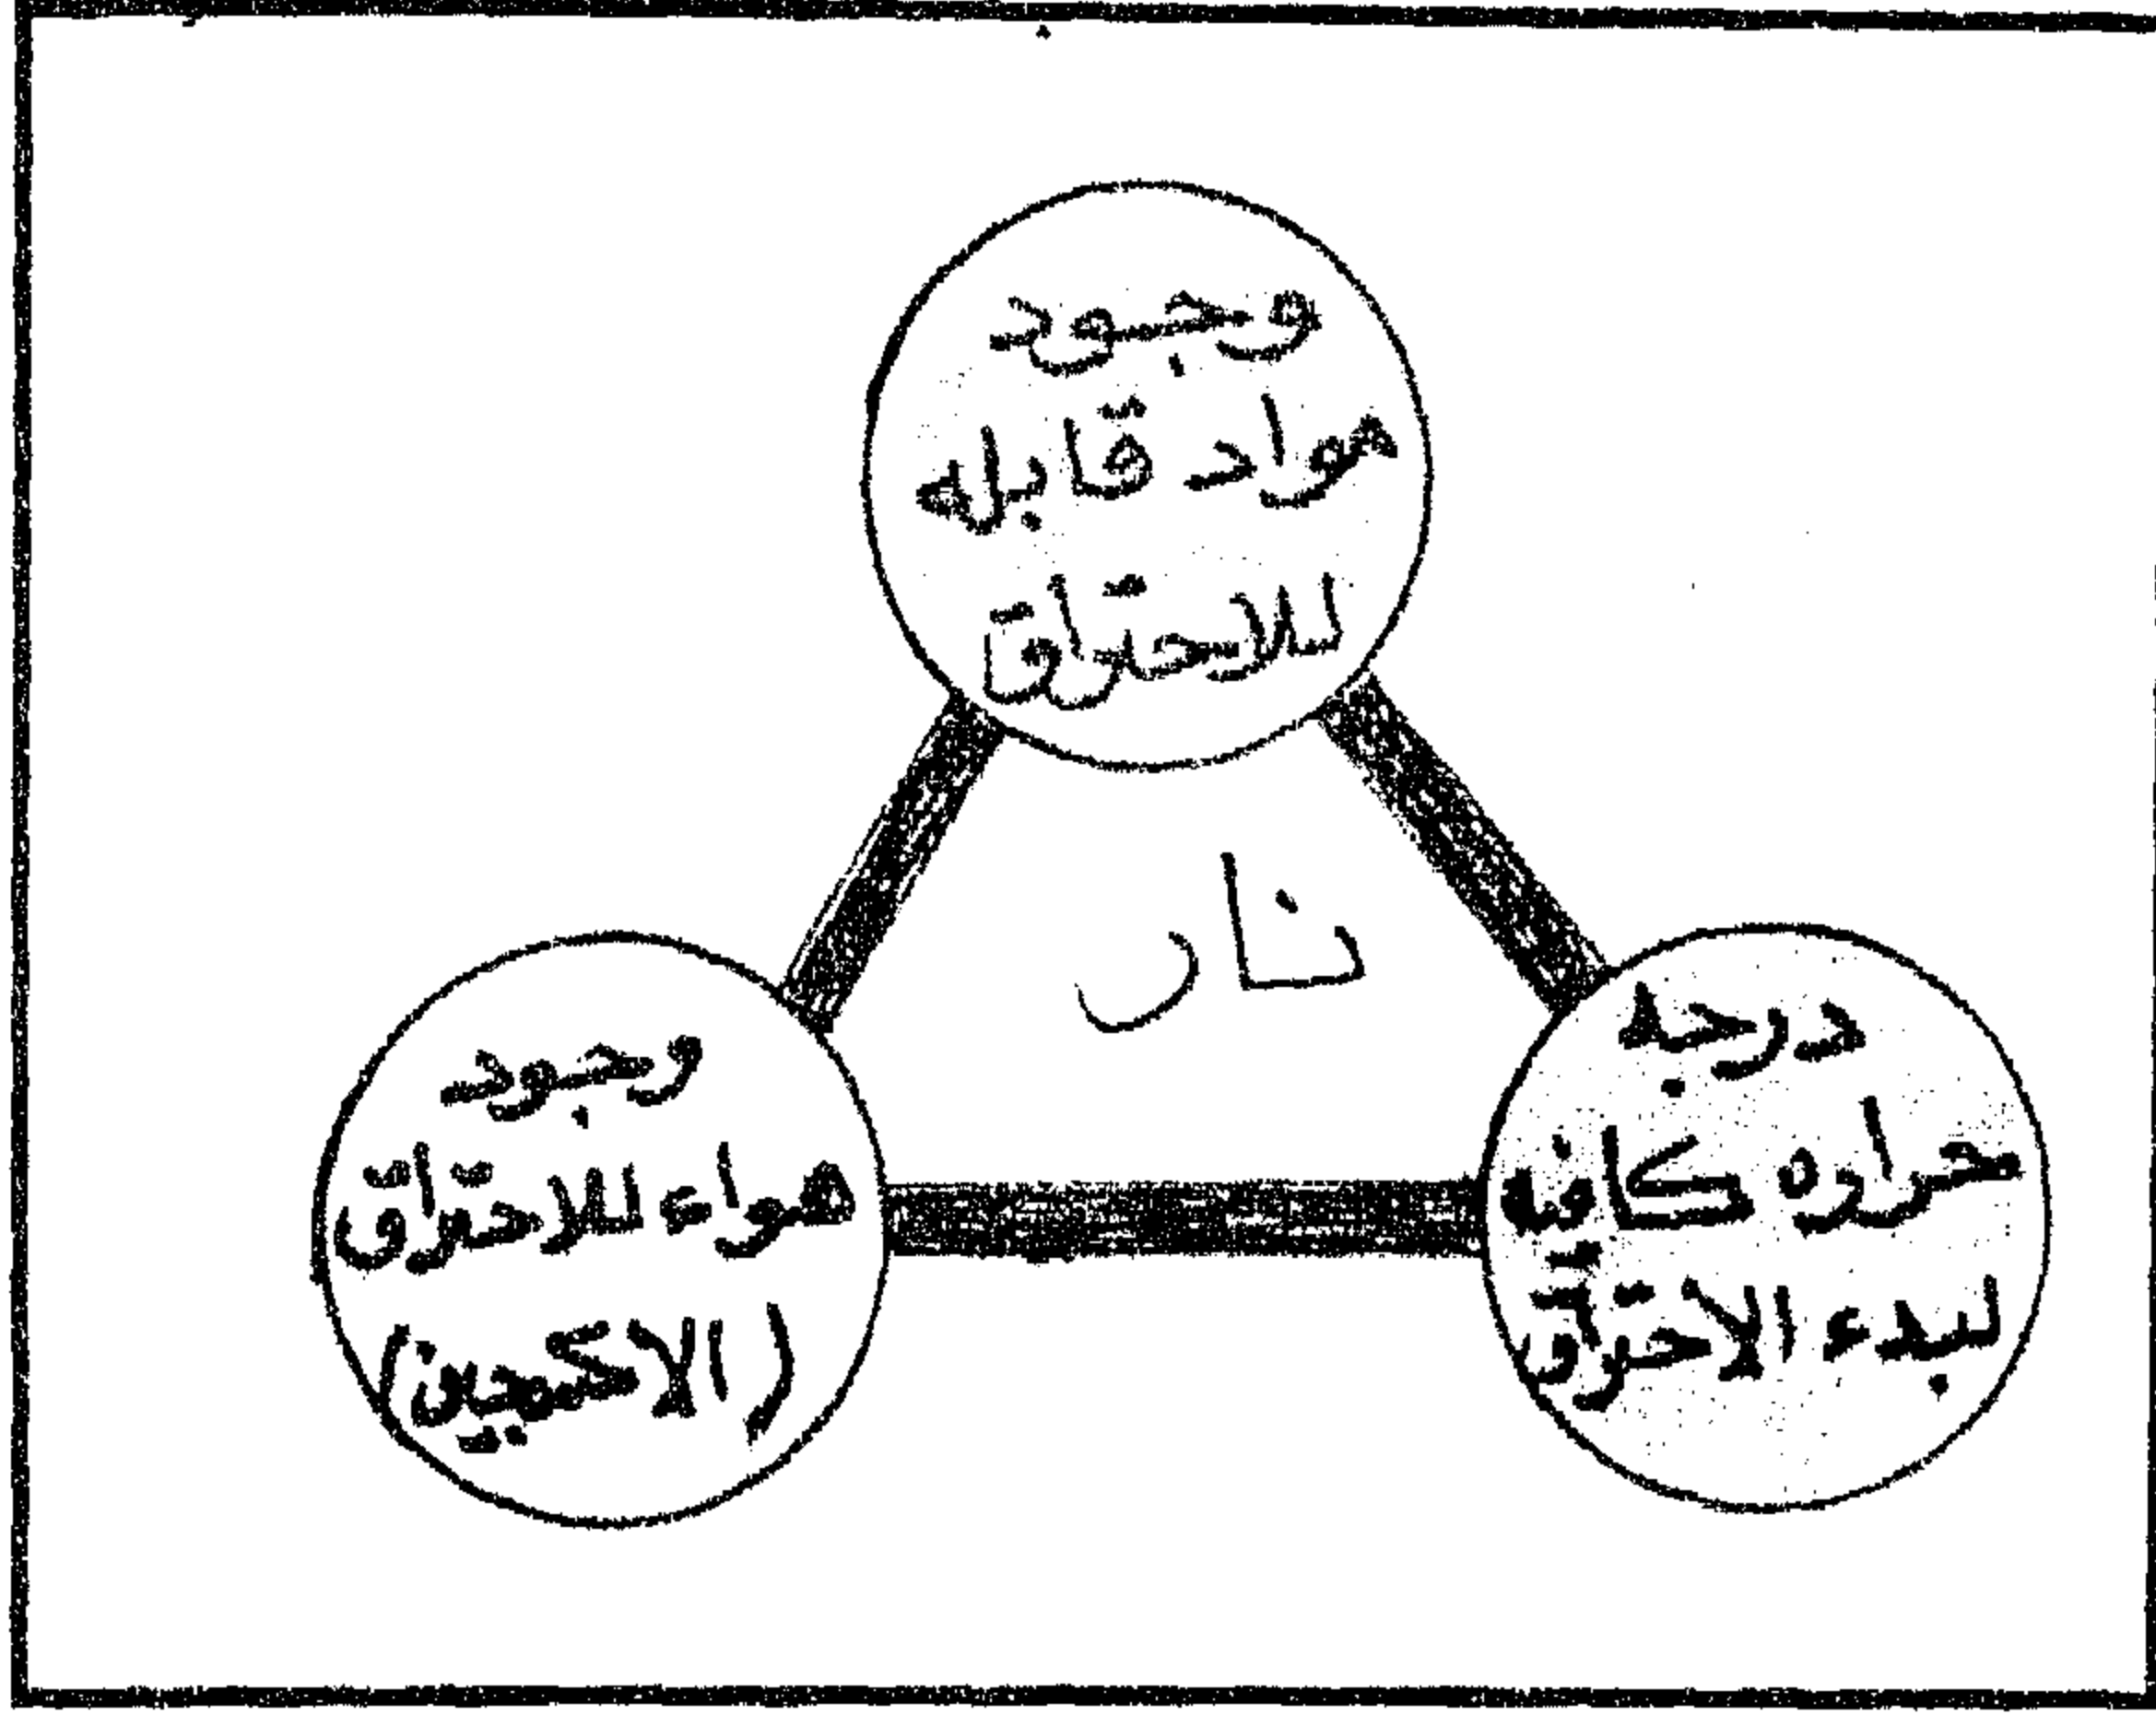 وجود
مواد قابله
للاحتراق
نار
درجه
حراره كافيه
لبدء الاحتراق
وجود
هواء للاحتراق
(الاكسجين)